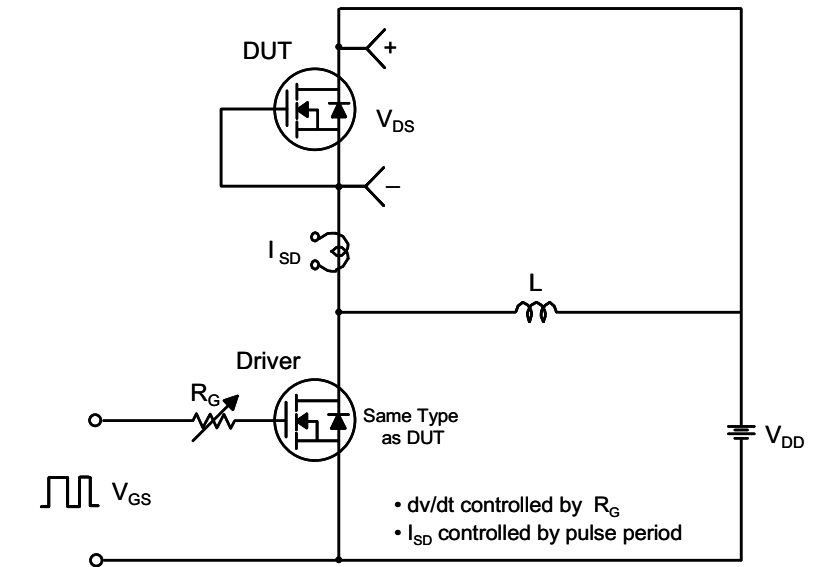 DUT
+
V_DS
−
I_SD
L
Driver
R_G
Same Type
as DUT
V_DD
V_GS
• dv/dt controlled by R_G
• I_SD controlled by pulse period